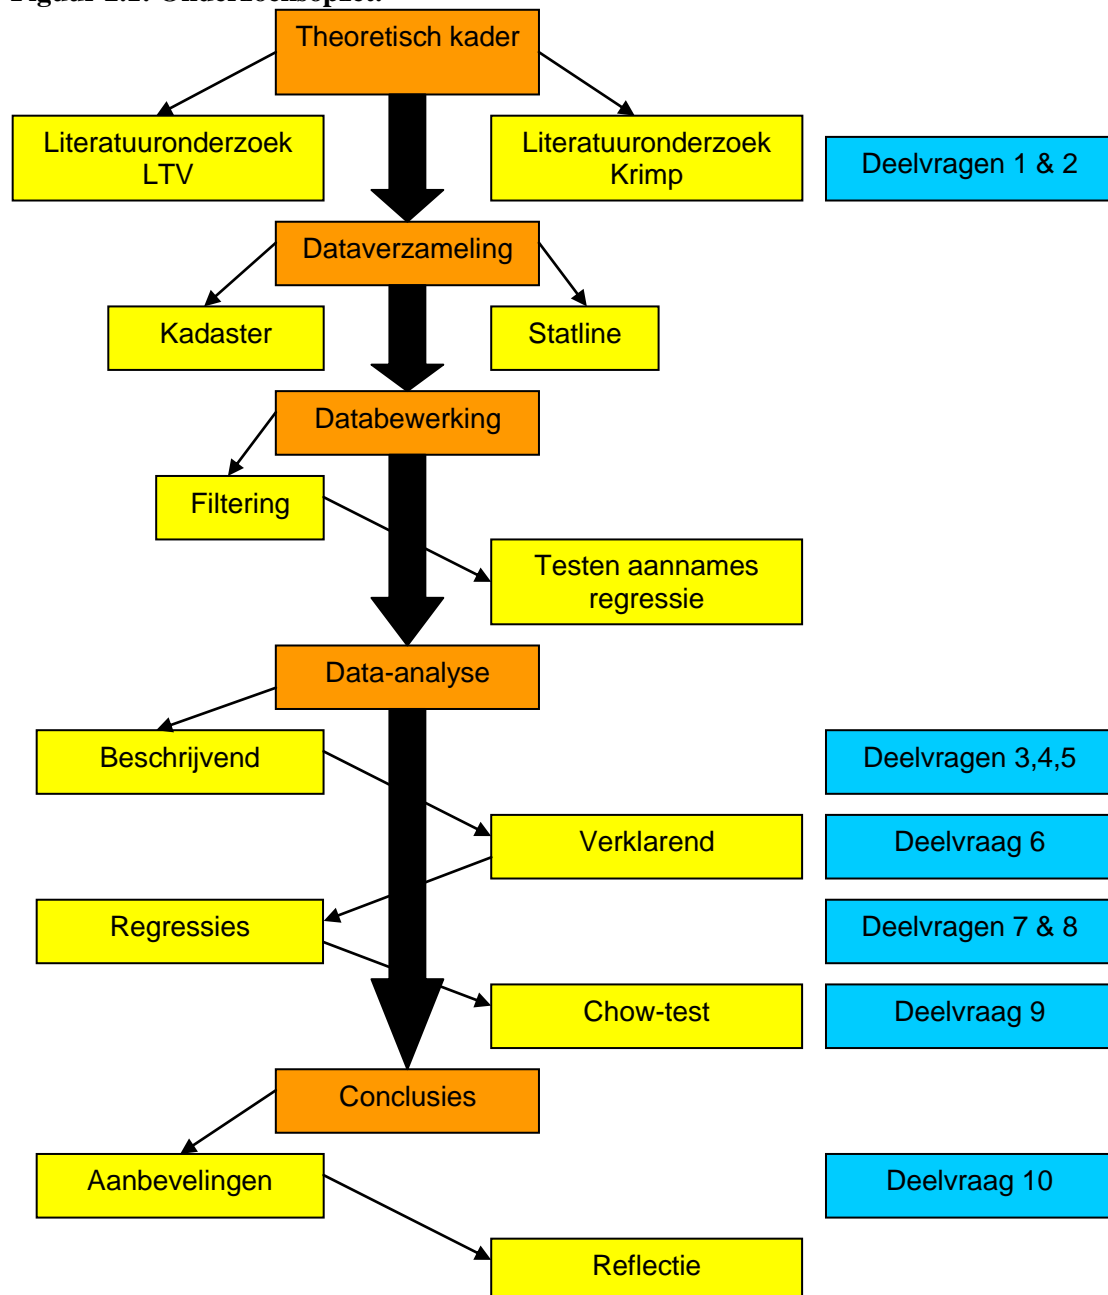 Theoretisch kader
Literatuuronderzoek
LTV
Literatuuronderzoek
Krimp
Deelvragen 1 & 2
Dataverzameling
Kadaster
Statline
Databewerking
Filtering
Testen aannames
regressie
Data-analyse
Beschrijvend
Deelvragen 3,4,5
Verklarend
Deelvraag 6
Regressies
Deelvragen 7 & 8
Chow-test
Deelvraag 9
Conclusies
Aanbevelingen
Deelvraag 10
Reflectie